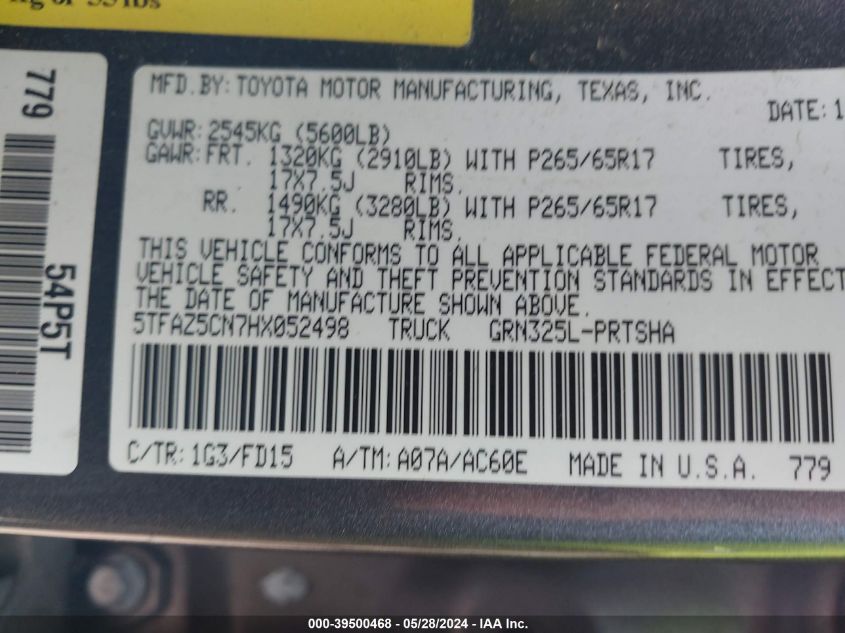 kg or 35 lbs
MFD.BY: TOYOTA MOTOR MANUFACTURING, TEXAS, INC.
DATE: 1
GVWR: 2545KG (5600LB)
GAWR: FRT. 1320KG (2910LB) WITH P265/65R17 TIRES,
17X7.5J RIMS.
RR. 1490KG (3280LB) WITH P265/65R17 TIRES,
17X7.5J RIMS.
THIS VEHICLE CONFORMS TO ALL APPLICABLE FEDERAL MOTOR
VEHICLE SAFETY AND THEFT PREVENTION STANDARDS IN EFFECT
THE DATE OF MANUFACTURE SHOWN ABOVE.
5TFAZ5CN7HX052498 TRUCK GRN325L-PRTSHA
C/TR: 1G3/FD15 A/TM: A07A/AC60E MADE IN U.S.A. 779
779
54P5T
000-39500468 - 05/28/2024 - IAA Inc.